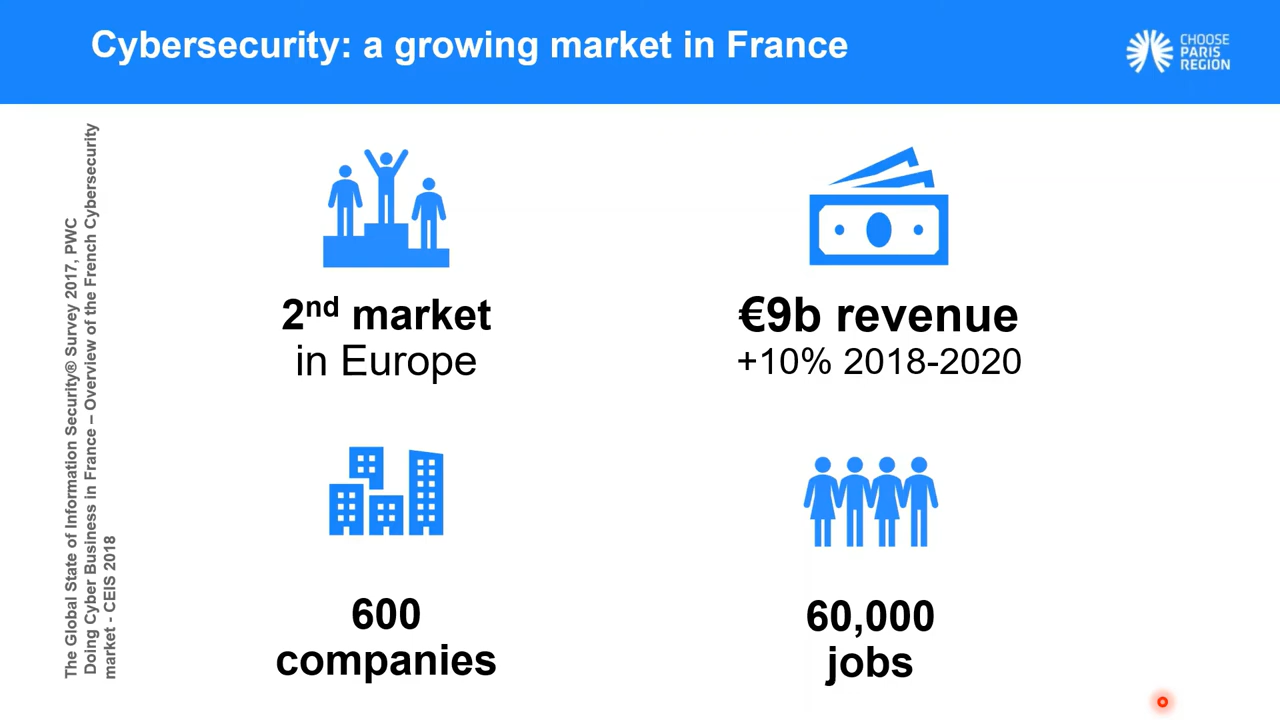 Cybersecurity: a growing market in France
CHOOSE
PARIS
REGION
The Global State of Information Security® Survey 2017, PWC
Doing Cyber Business in France – Overview of the French Cybersecurity
market - CEIS 2018
2nd market
in Europe
€9b revenue
+10% 2018-2020
600
companies
60,000
jobs